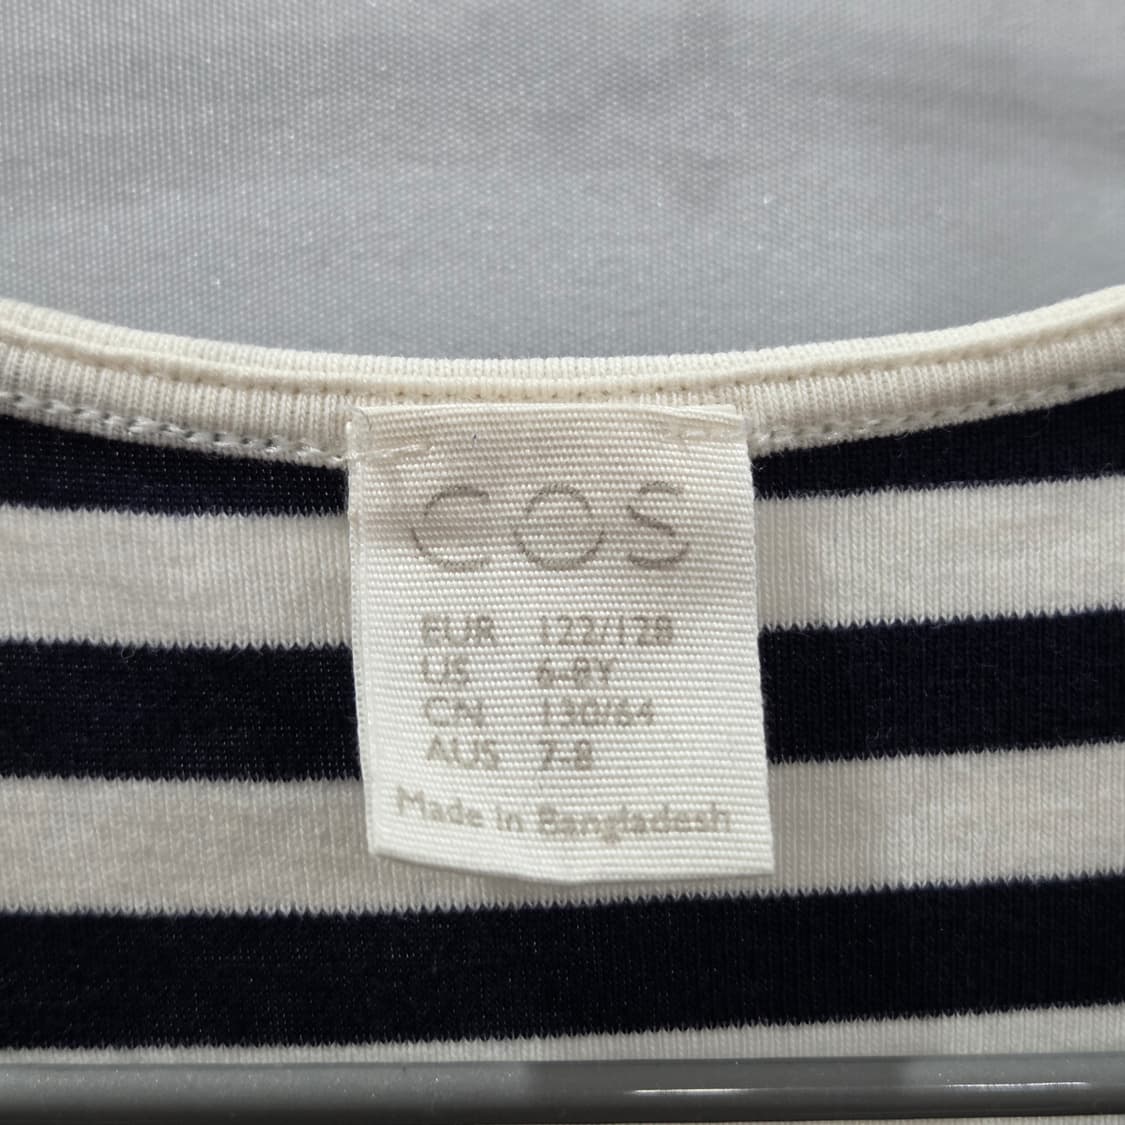 COS
EUR 122/128
US 6-8Y
CN 130/64
AUS 7-8
Made in Bangladesh